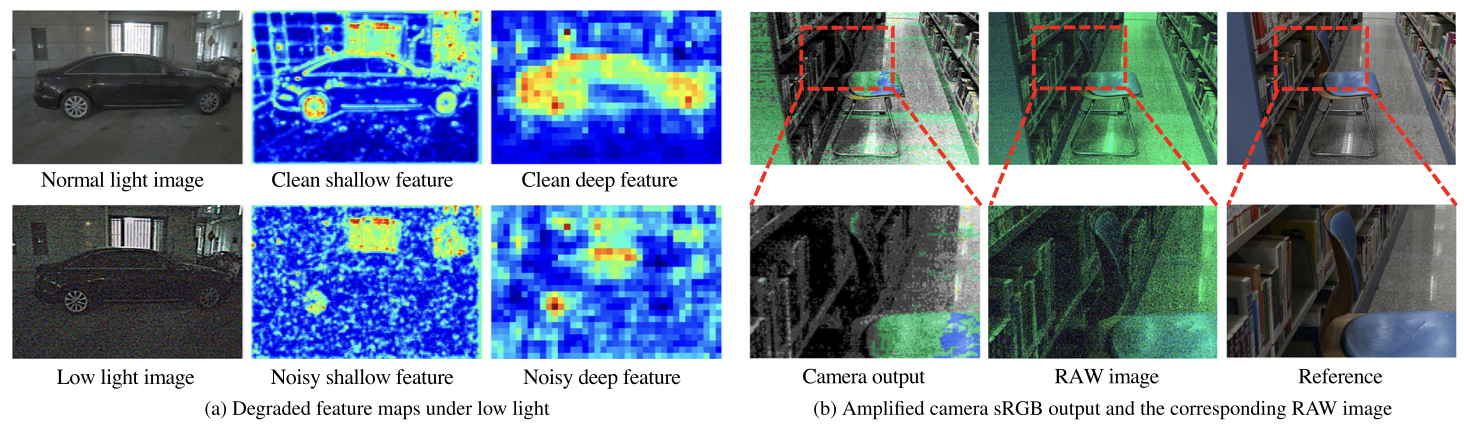 Normal light image
Clean shallow feature
Clean deep feature
Low light image
Noisy shallow feature
Noisy deep feature
(a) Degraded feature maps under low light
Camera output
RAW image
Reference
(b) Amplified camera sRGB output and the corresponding RAW image